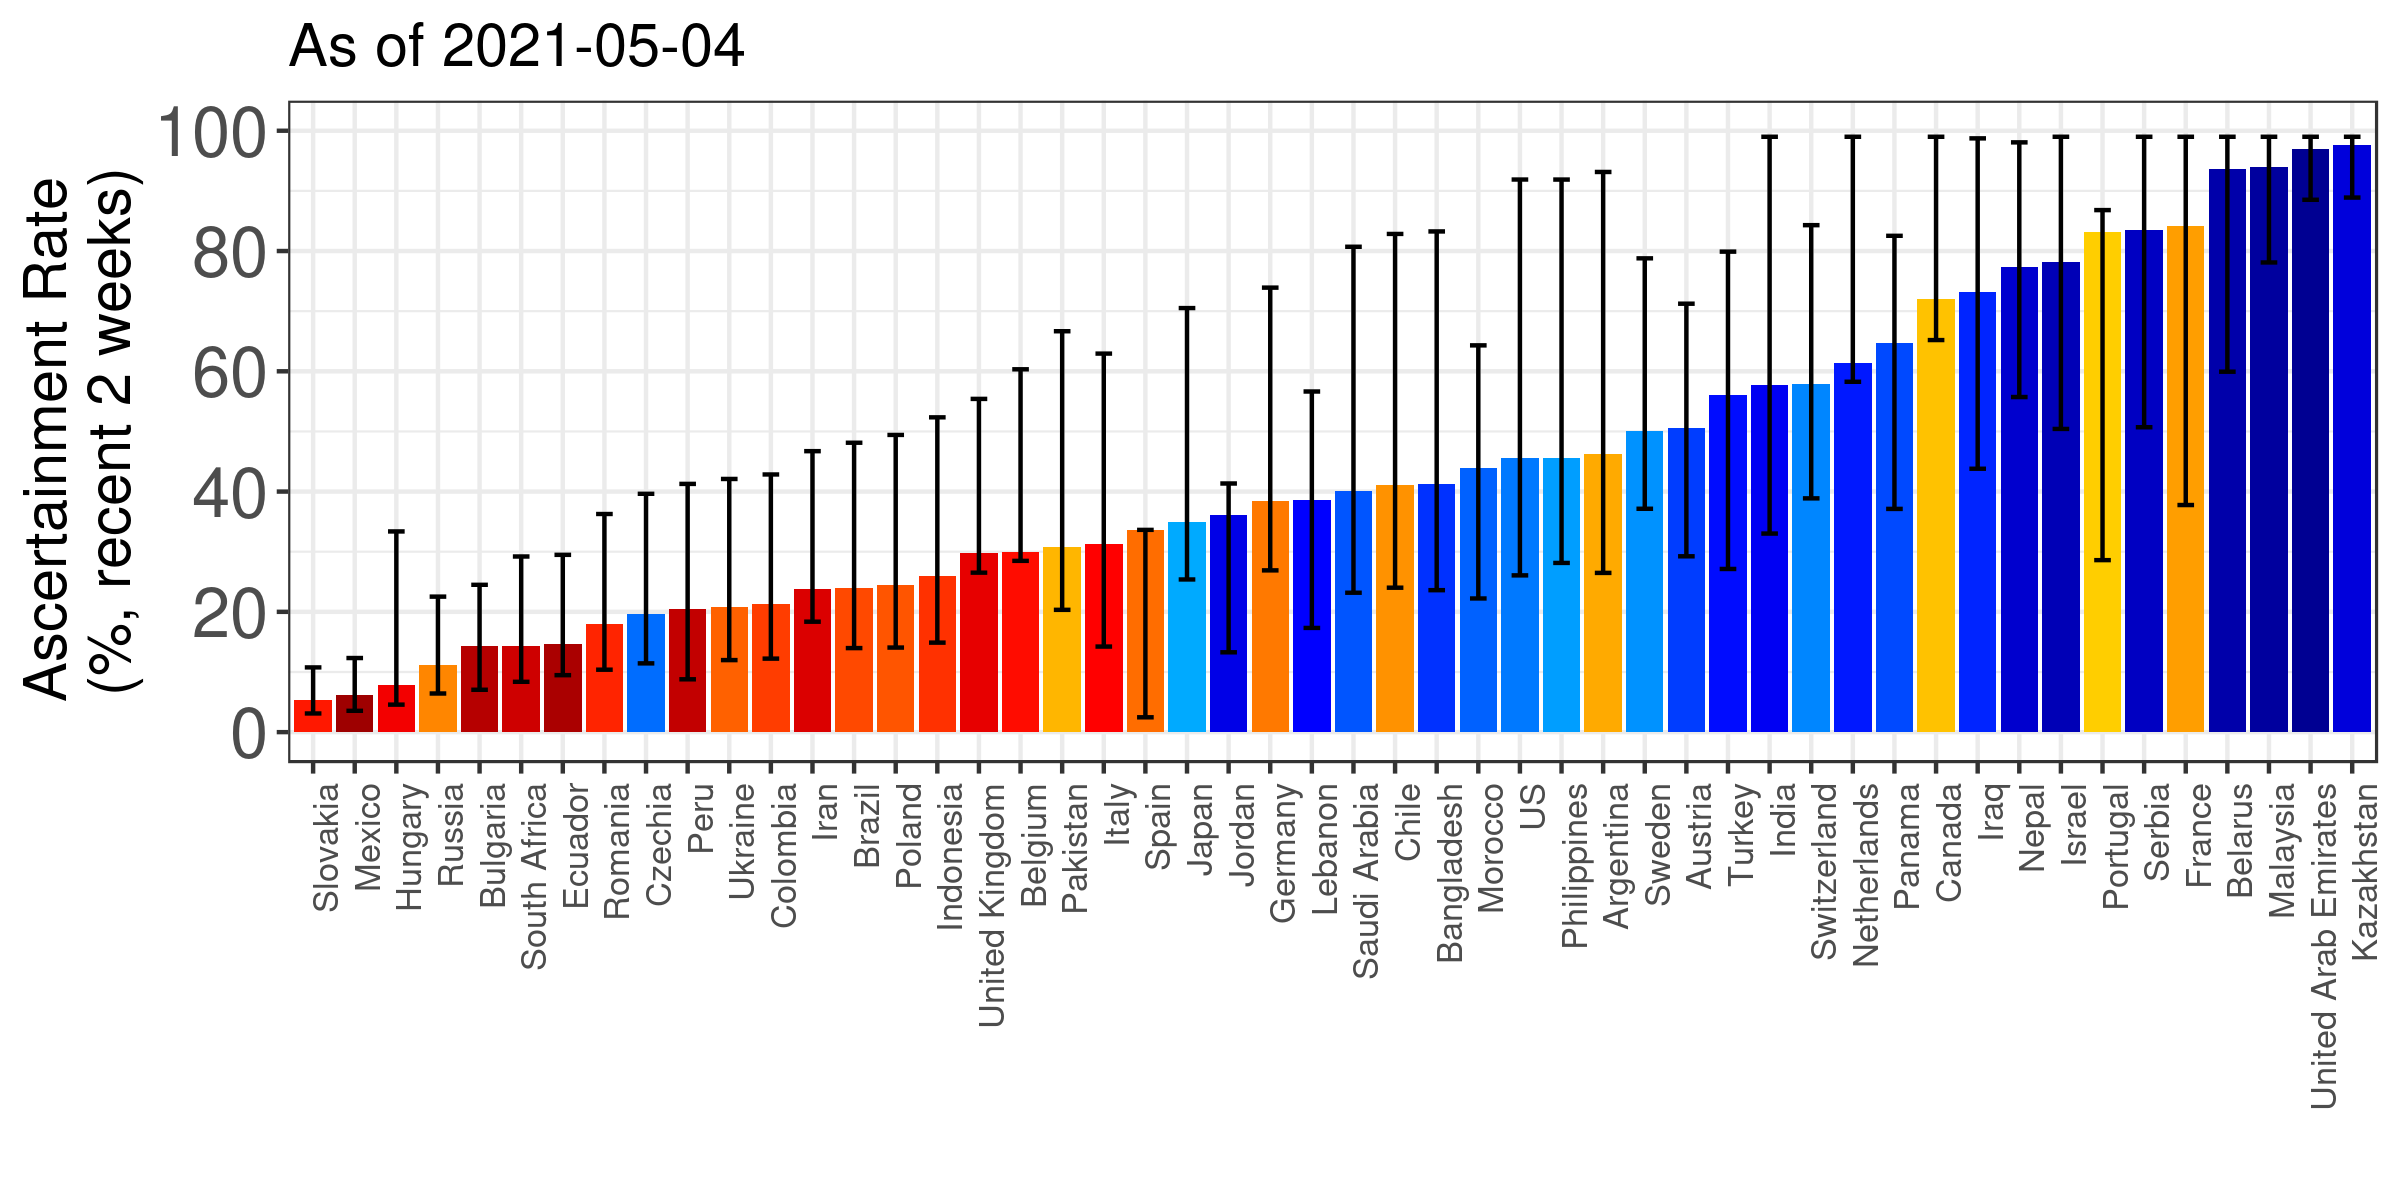 As of 2021-05-04
Ascertainment Rate
(%, recent 2 weeks)
100
80
60
40
20
0
Slovakia
Mexico
Hungary
Russia
Bulgaria
South Africa
Ecuador
Romania
Czechia
Peru
Ukraine
Colombia
Iran
Brazil
Poland
Indonesia
United Kingdom
Belgium
Pakistan
Italy
Spain
Japan
Jordan
Germany
Lebanon
Saudi Arabia
Chile
Bangladesh
Morocco
US
Philippines
Argentina
Sweden
Austria
Turkey
India
Switzerland
Netherlands
Panama
Canada
Iraq
Nepal
Israel
Portugal
Serbia
France
Belarus
Malaysia
United Arab Emirates
Kazakhstan